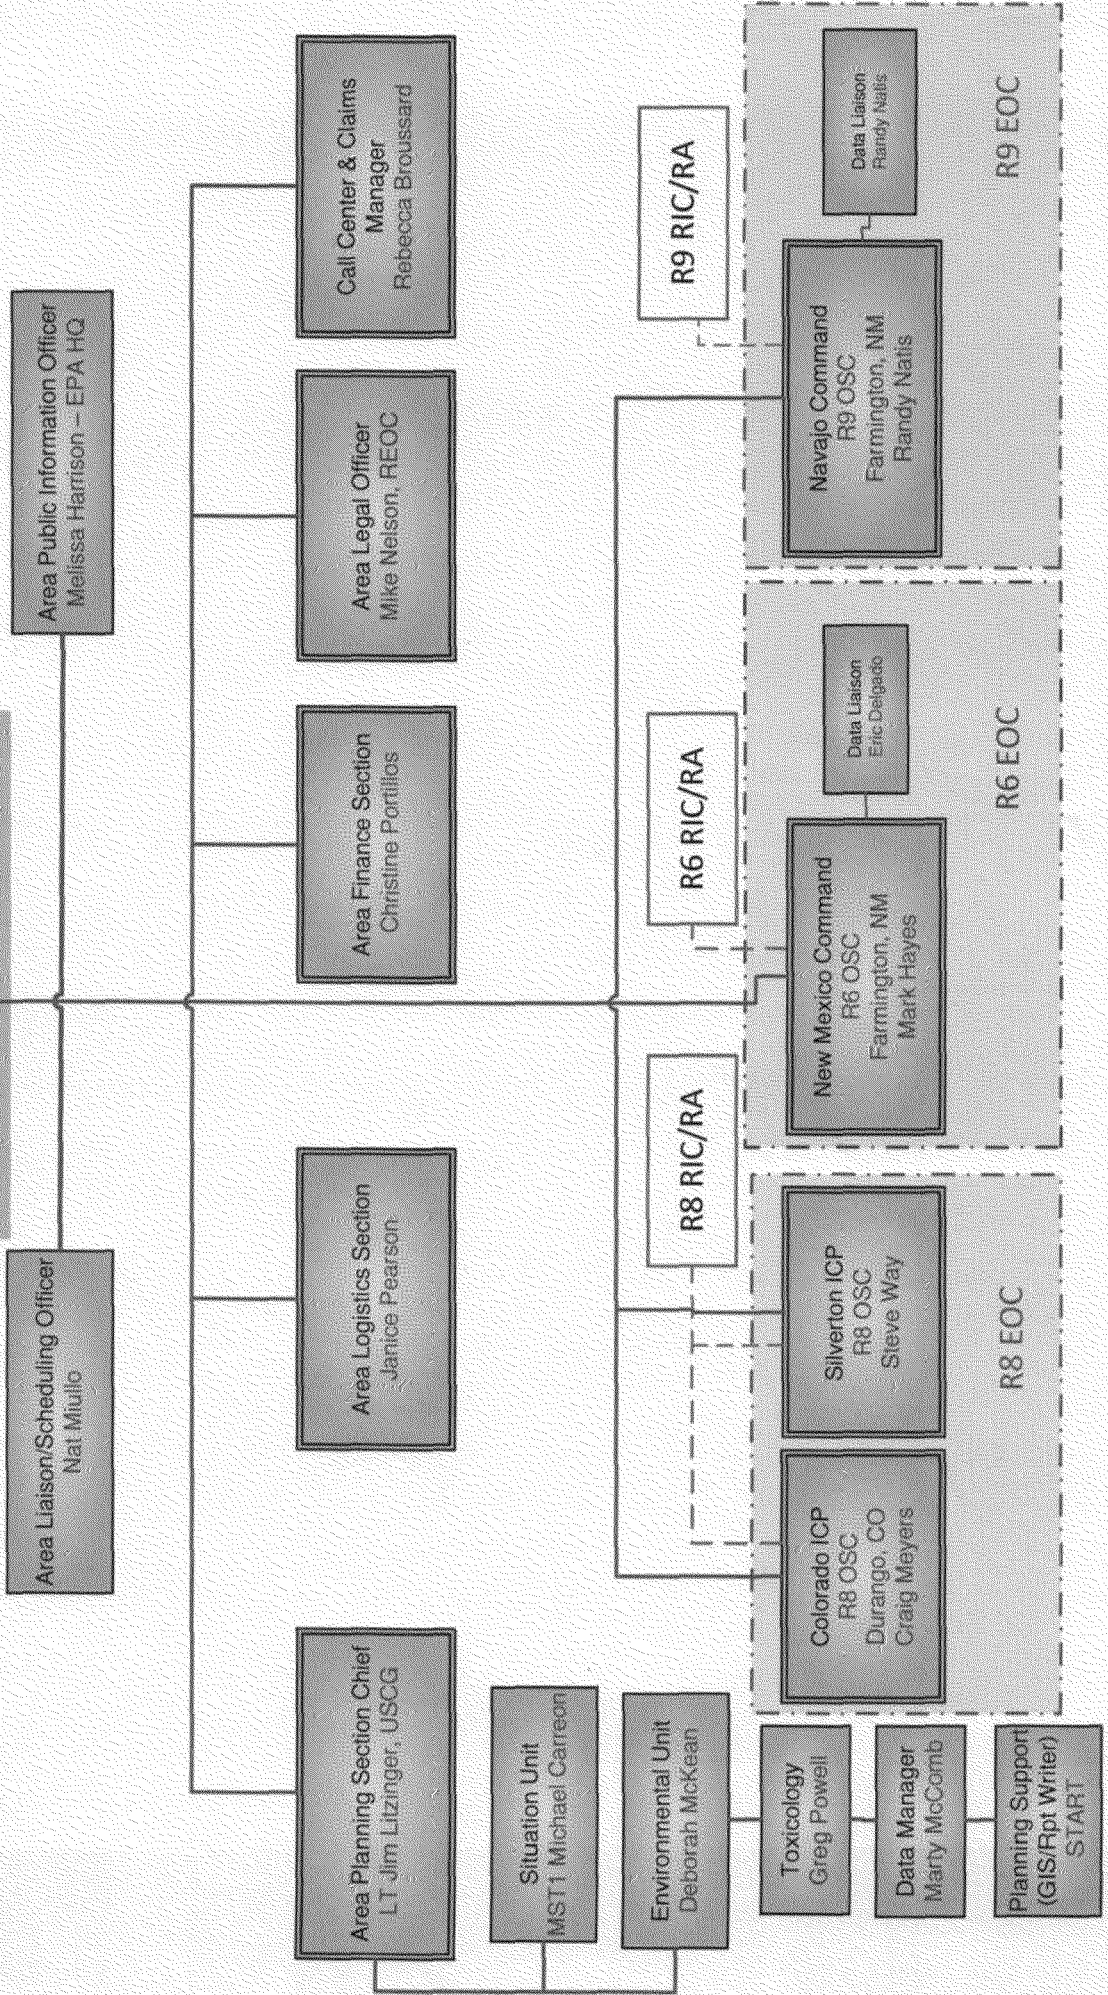 Area Liaison/Scheduling Officer
Nat Miullo
Area Public Information Officer
Melissa Harrison – EPA HQ
Area Planning Section Chief
LT Jim Litzinger, USCG
Area Logistics Section
Janice Pearson
Area Finance Section
Christine Portillos
Area Legal Officer
Mike Nelson, REOC
Call Center & Claims
Manager
Rebecca Broussard
Situation Unit
MST1 Michael Carreon
Environmental Unit
Deborah McKean
Toxicology
Greg Powell
Data Manager
Marty McComb
Planning Support
(GIS/Rpt Writer)
START
R8 RIC/RA
R6 RIC/RA
R9 RIC/RA
Colorado ICP
R8 OSC
Durango, CO
Craig Meyers
Silverton ICP
R8 OSC
Steve Way
R8 EOC
New Mexico Command
R6 OSC
Farmington, NM
Mark Hayes
Data Liaison
Eric Delgado
R6 EOC
Navajo Command
R9 OSC
Farmington, NM
Randy Natis
Data Liaison
Randy Natis
R9 EOC